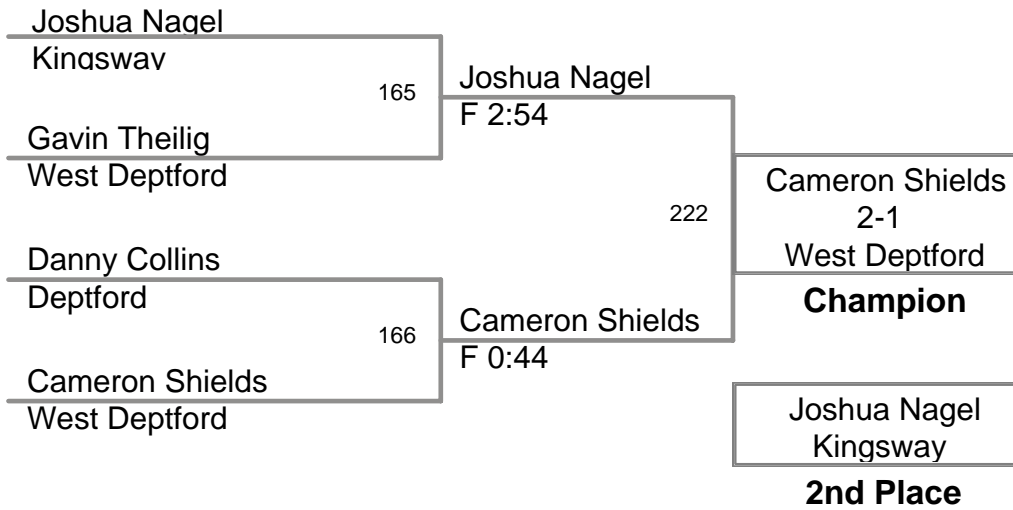 Joshua Nagel
Kingsway
165
Joshua Nagel
F 2:54
Gavin Theilig
West Deptford
222
Cameron Shields
2-1
West Deptford
Champion
Danny Collins
Deptford
166
Cameron Shields
F 0:44
Cameron Shields
West Deptford
Joshua Nagel
Kingsway
2nd Place